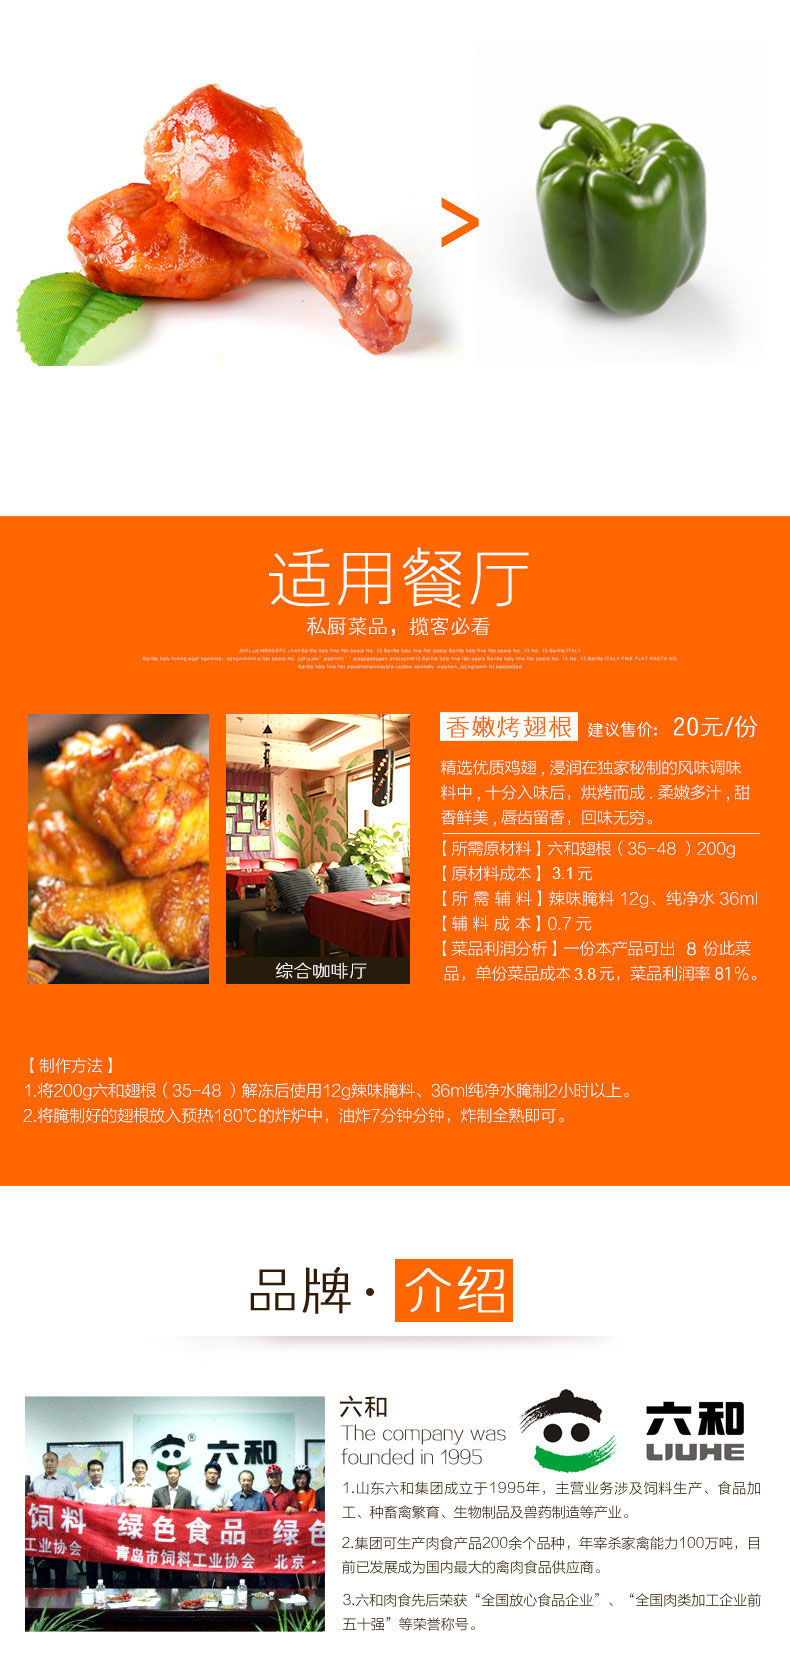 >
适用餐厅
私厨菜品，揽客必看
香嫩烤翅根 建议售价： 20元/份
精选优质鸡翅，浸润在独家秘制的风味调味
料中，十分入味后，烘烤而成．柔嫩多汁，甜
香鲜美，唇齿留香，回味无穷。
【所需原材料】六和翅根（35-48 ）200g
【原材料成本】 3.1元
【所 需 辅 料】辣味腌料 12g、纯净水 36ml
【辅 料 成 本】0.7 元
【菜品利润分析】一份本产品可出 8 份此菜
品，单份菜品成本 3.8元，菜品利润率 81%。
综合咖啡厅
【制作方法】
1.将200g六和翅根（35-48 ）解冻后使用12g辣味腌料、36ml纯净水腌制2小时以上。
2.将腌制好的翅根放入预热180℃的炸炉中，油炸7分钟分钟，炸制全熟即可。
品牌·介绍
六和
The company was
founded in 1995
六和
LIUHE
1.山东六和集团成立于1995年，主营业务涉及饲料生产、食品加
工、种畜禽繁育、生物制品及兽药制造等产业。
2.集团可生产肉食产品200余个品种，年宰杀家禽能力100万吨，目
前已发展成为国内最大的禽肉食品供应商。
3.六和肉食先后荣获“全国放心食品企业”、“全国肉类加工企业前
五十强”等荣誉称号。
® 六和
饲料 绿色食品 绿色
工业协会 青岛市饲料工业协会 北京·